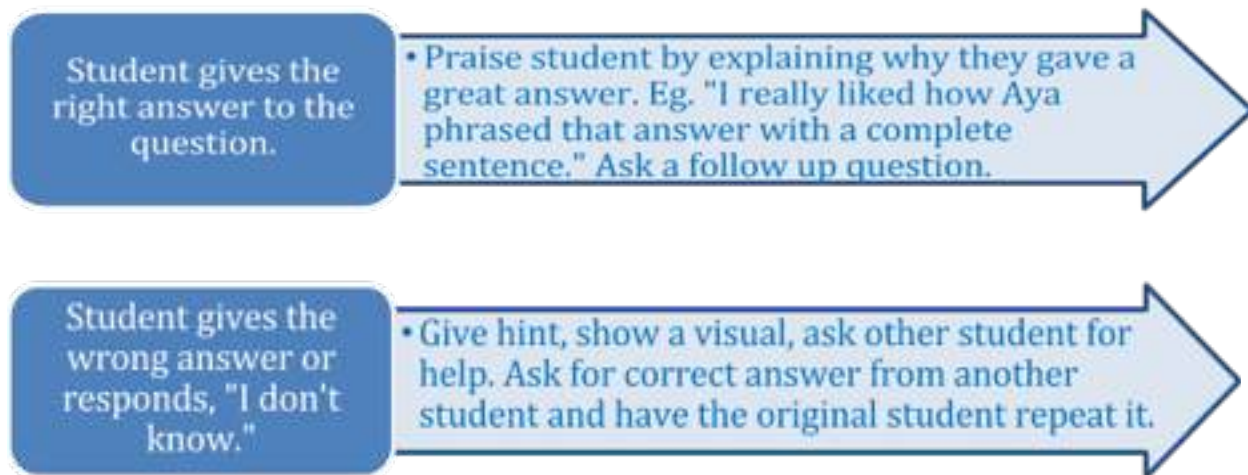 Student gives the
right answer to the
question.
• Praise student by explaining why they gave a
great answer. Eg. "I really liked how Aya
phrased that answer with a complete
sentence." Ask a follow up question.
Student gives the
wrong answer or
responds, "I don't
know."
• Give hint, show a visual, ask other student for
help. Ask for correct answer from another
student and have the original student repeat it.